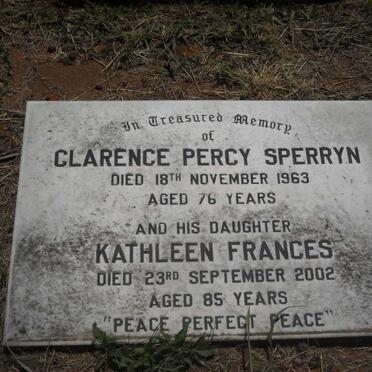 In Treasured Memory
of
CLARENCE PERCY SPERRYN
DIED 18TH NOVEMBER 1963
AGED 76 YEARS
AND HIS DAUGHTER
KATHLEEN FRANCES
DIED 23RD SEPTEMBER 2002
AGED 85 YEARS
"PEACE PERFECT PEACE"